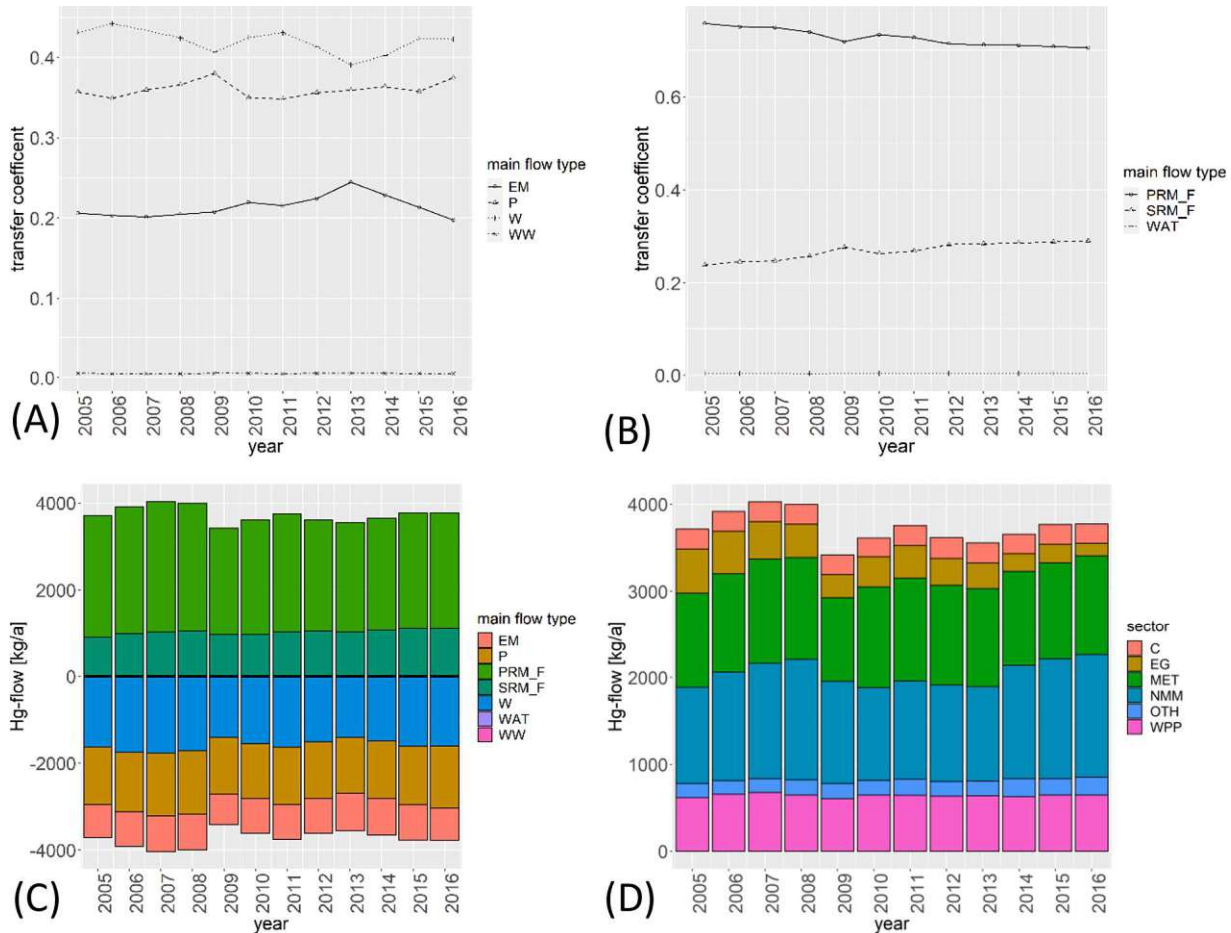 0.4
0.3
0.2
0.1
0.0
transfer coefficent
2005
2006
2007
2008
2009
2010
2011
2012
2013
2014
2015
2016
year
main flow type
EM
P
W
WW
(A)
0.6
0.4
0.2
0.0
transfer coefficent
2005
2006
2007
2008
2009
2010
2011
2012
2013
2014
2015
2016
year
main flow type
PRM_F
SRM_F
WAT
(B)
4000
2000
0
-2000
-4000
Hg-flow [kg/a]
2005
2006
2007
2008
2009
2010
2011
2012
2013
2014
2015
2016
year
main flow type
EM
P
PRM_F
SRM_F
W
WAT
WW
(C)
4000
3000
2000
1000
0
Hg-flow [kg/a]
2005
2006
2007
2008
2009
2010
2011
2012
2013
2014
2015
2016
year
sector
C
EG
MET
NMM
OTH
WPP
(D)